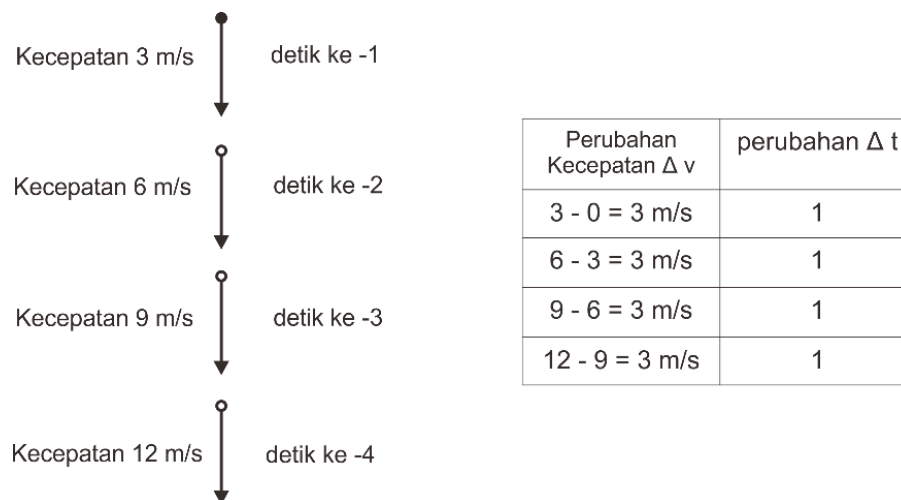 Kecepatan 3 m/s detik ke -1
Kecepatan 6 m/s detik ke -2
Kecepatan 9 m/s detik ke -3
Kecepatan 12 m/s detik ke -4
Perubahan
Kecepatan Δ v
perubahan Δ t
3 - 0 = 3 m/s 1
6 - 3 = 3 m/s 1
9 - 6 = 3 m/s 1
12 - 9 = 3 m/s 1